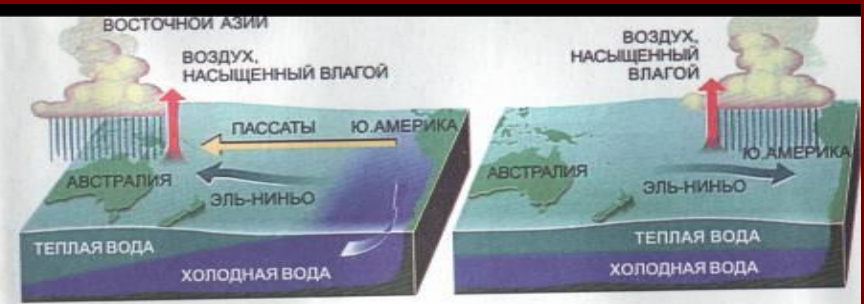 ВОСТОЧНОЙ АЗИИ
ВОЗДУХ,
НАСЫЩЕННЫЙ ВЛАГОЙ
ПАССАТЫ
Ю.АМЕРИКА
АВСТРАЛИЯ
ЭЛЬ-НИНЬО
ТЕПЛАЯ ВОДА
ХОЛОДНАЯ ВОДА
ВОЗДУХ,
НАСЫЩЕННЫЙ
ВЛАГОЙ
Ю.АМЕРИКА
АВСТРАЛИЯ
ЭЛЬ-НИНЬО
ТЕПЛАЯ ВОДА
ХОЛОДНАЯ ВОДА